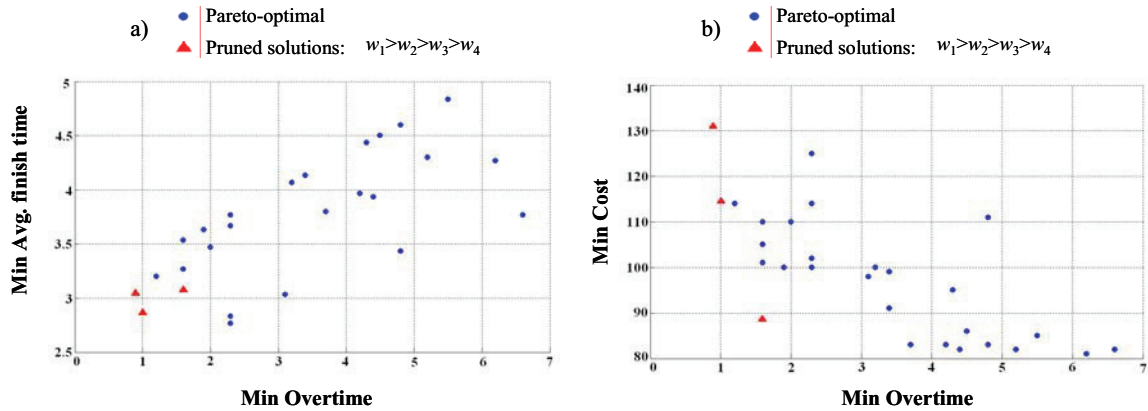 a)
Pareto-optimal
Pruned solutions: w1>w2>w3>w4
5
4.5
4
3.5
3
2.5
0 1 2 3 4 5 6 7
Min Avg. finish time
Min Overtime
b)
Pareto-optimal
Pruned solutions: w1>w2>w3>w4
140
130
120
110
100
90
80
0 1 2 3 4 5 6 7
Min Cost
Min Overtime